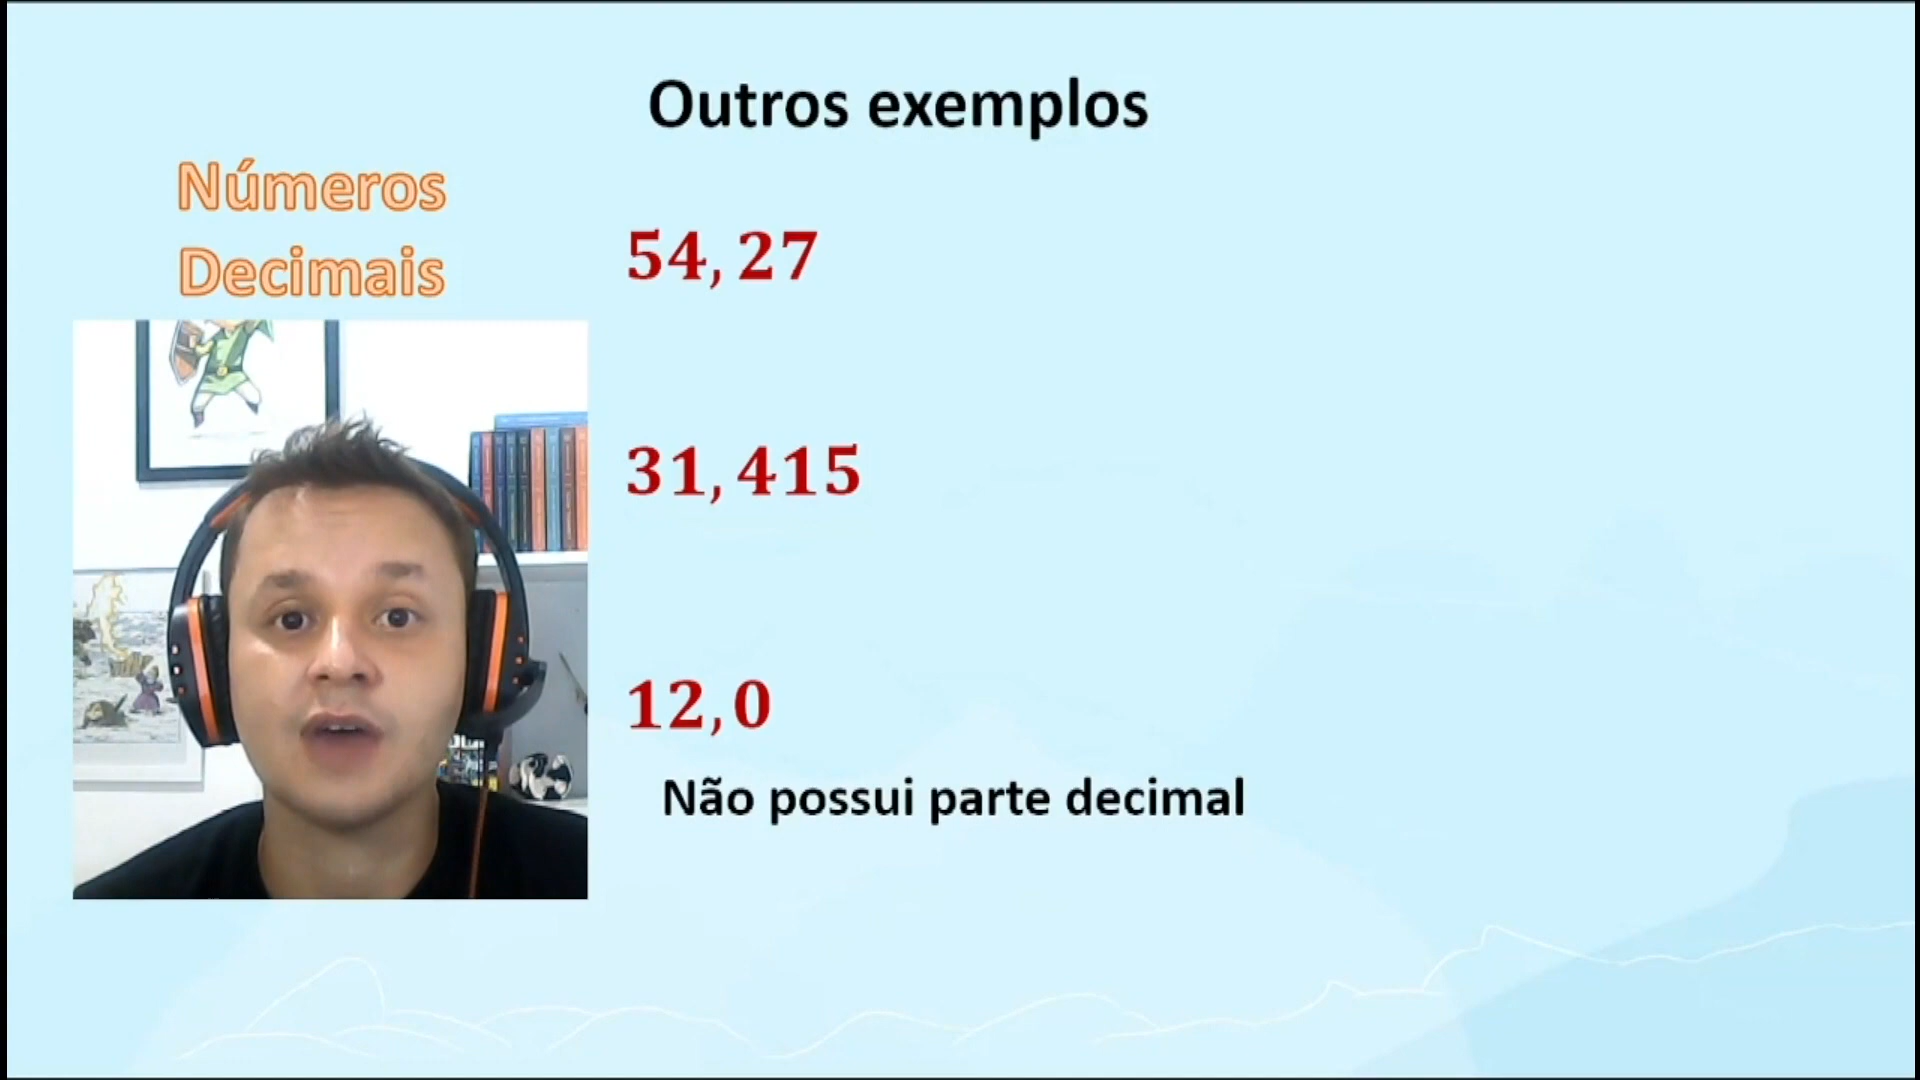 Outros exemplos
Números
Decimais
54,27
31,415
12,0
Não possui parte decimal